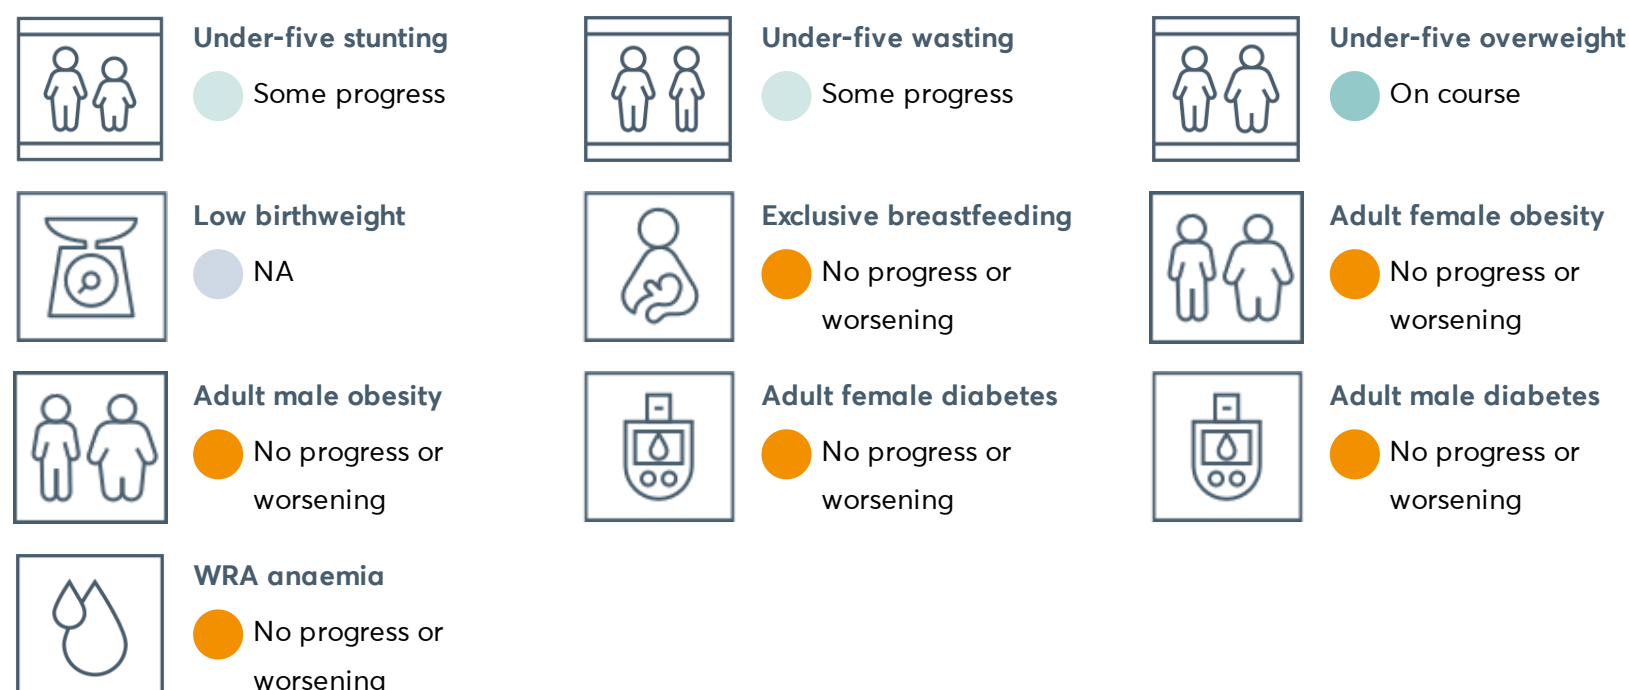 Under-five stunting
Some progress
Under-five wasting
Some progress
Under-five overweight
On course
Low birthweight
NA
Exclusive breastfeeding
No progress or
worsening
Adult female obesity
No progress or
worsening
Adult male obesity
No progress or
worsening
Adult female diabetes
No progress or
worsening
Adult male diabetes
No progress or
worsening
WRA anaemia
No progress or
worsening